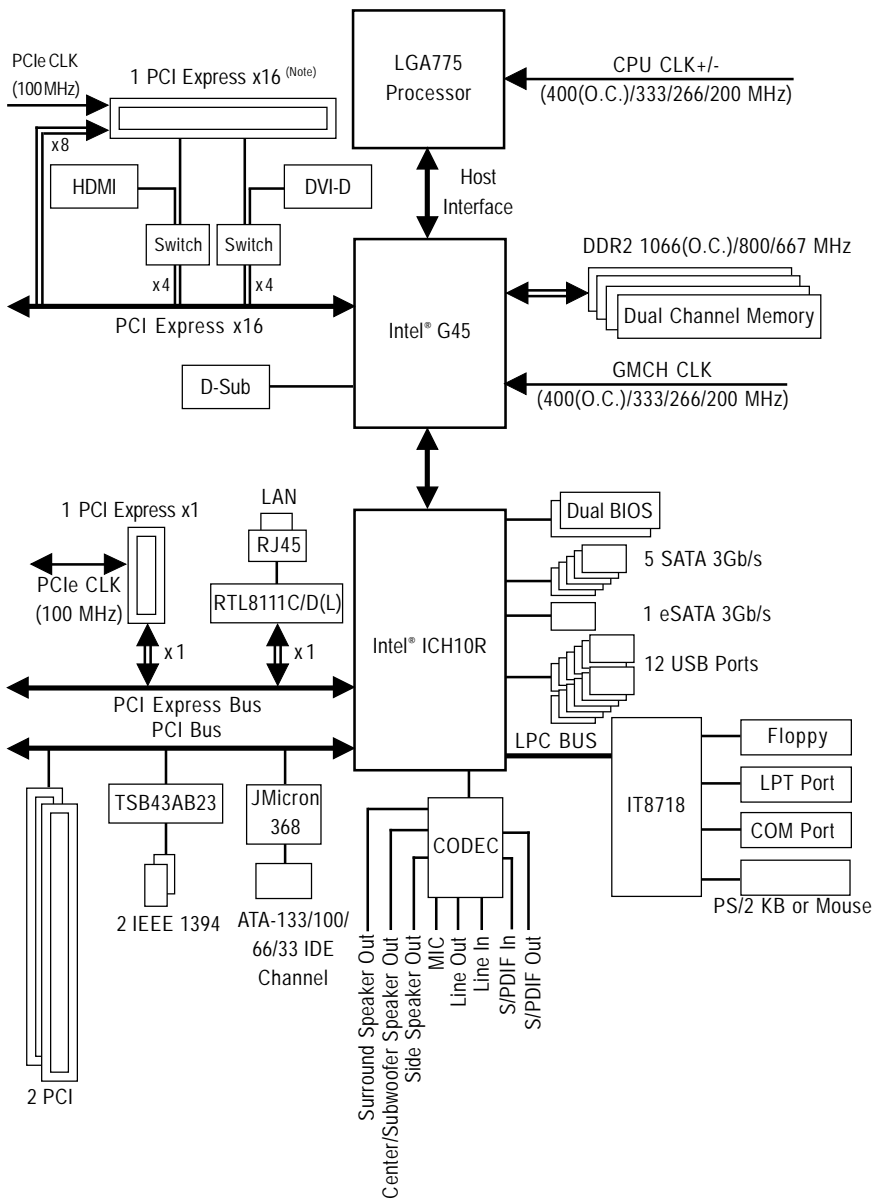 PCIe CLK
(100MHz)
1 PCI Express x16 (Note)
LGA775
Processor
CPU CLK+/-
(400(O.C.)/333/266/200 MHz)
x8
HDMI
DVI-D
Host
Interface
Switch
Switch
x4
x4
PCI Express x16
DDR2 1066(O.C.)/800/667 MHz
Dual Channel Memory
Intel® G45
D-Sub
GMCH CLK
(400(O.C.)/333/266/200 MHz)
1 PCI Express x1
LAN
RJ45
PCIe CLK
(100 MHz)
RTL8111C/D(L)
x1
x1
Intel® ICH10R
Dual BIOS
5 SATA 3Gb/s
1 eSATA 3Gb/s
12 USB Ports
PCI Express Bus
PCI Bus
LPC BUS
IT8718
Floppy
LPT Port
COM Port
PS/2 KB or Mouse
TSB43AB23
JMicron
368
CODEC
2 IEEE 1394
ATA-133/100/
66/33 IDE
Channel
2 PCI
Surround Speaker Out
Center/Subwoofer Speaker Out
Side Speaker Out
MIC
Line Out
Line In
S/PDIF In
S/PDIF Out